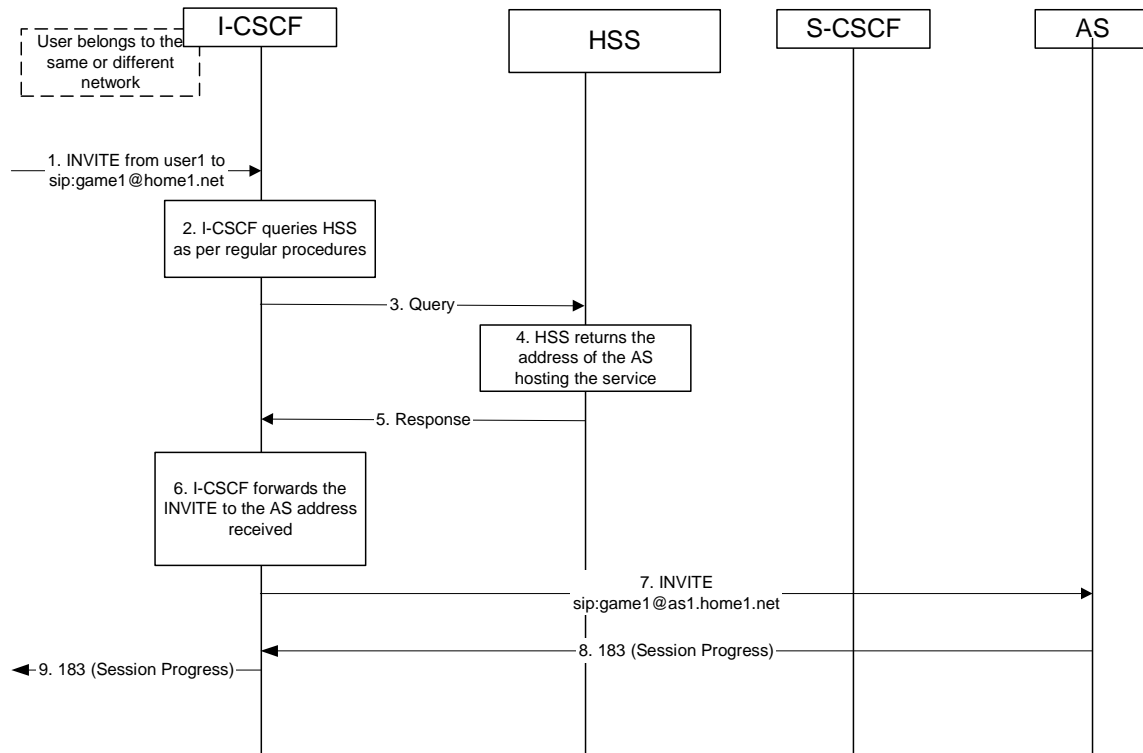 I-CSCF
HSS
S-CSCF
AS
User belongs to the
same or different
network
1. INVITE from user1 to
sip:game1@home1.net
2. I-CSCF queries HSS
as per regular procedures
3. Query
4. HSS returns the
address of the AS
hosting the service
5. Response
6. I-CSCF forwards the
INVITE to the AS address
received
7. INVITE
sip:game1@as1.home1.net
8. 183 (Session Progress)
9. 183 (Session Progress)